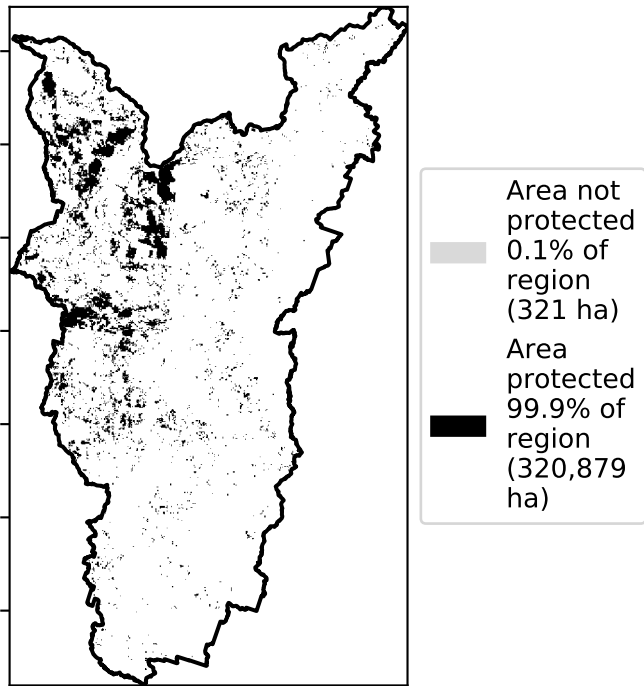 Area not
protected
0.1% of
region
(321 ha)
Area
protected
99.9% of
region
(320,879
ha)